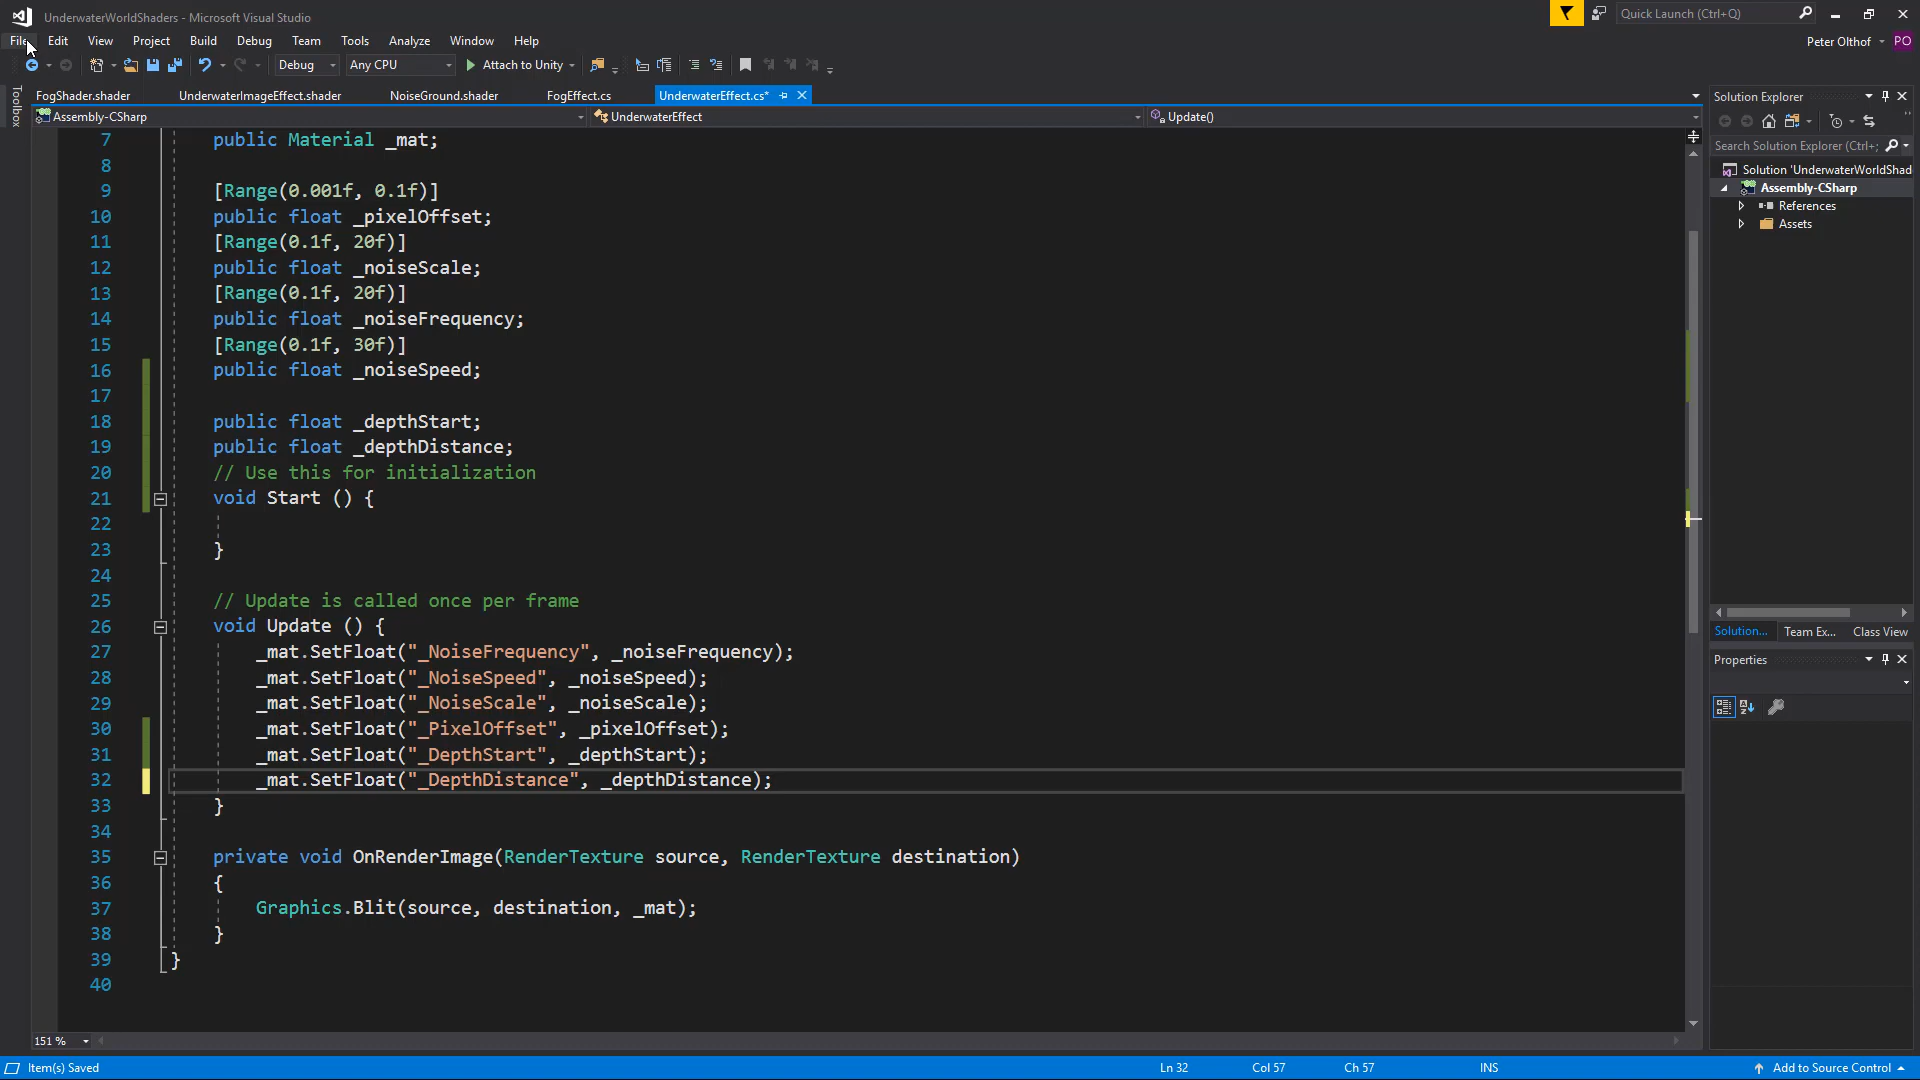 UnderwaterWorldShaders - Microsoft Visual Studio
Quick Launch (Ctrl+Q)
File Edit View Project Build Debug Team Tools Analyze Window Help
Peter Olthof PO
Debug Any CPU Attach to Unity
Toolbox
FogShader.shader UnderwaterImageEffect.shader NoiseGround.shader FogEffect.cs UnderwaterEffect.cs*
Assembly-CSharp UnderwaterEffect Update()
7 public Material _mat;
8
9 [Range(0.001f, 0.1f)]
10 public float _pixelOffset;
11 [Range(0.1f, 20f)]
12 public float _noiseScale;
13 [Range(0.1f, 20f)]
14 public float _noiseFrequency;
15 [Range(0.1f, 30f)]
16 public float _noiseSpeed;
17
18 public float _depthStart;
19 public float _depthDistance;
20 // Use this for initialization
21 void Start () {
22
23 }
24
25 // Update is called once per frame
26 void Update () {
27 _mat.SetFloat("_NoiseFrequency", _noiseFrequency);
28 _mat.SetFloat("_NoiseSpeed", _noiseSpeed);
29 _mat.SetFloat("_NoiseScale", _noiseScale);
30 _mat.SetFloat("_PixelOffset", _pixelOffset);
31 _mat.SetFloat("_DepthStart", _depthStart);
32 _mat.SetFloat("_DepthDistance", _depthDistance);
33 }
34
35 private void OnRenderImage(RenderTexture source, RenderTexture destination)
36 {
37 Graphics.Blit(source, destination, _mat);
38 }
39 }
40
151 %
Solution Explorer
Search Solution Explorer (Ctrl+;
Solution 'UnderwaterWorldShad
Assembly-CSharp
References
Assets
Solution... Team Ex... Class View
Properties
Item(s) Saved Ln 32 Col 57 Ch 57 INS Add to Source Control